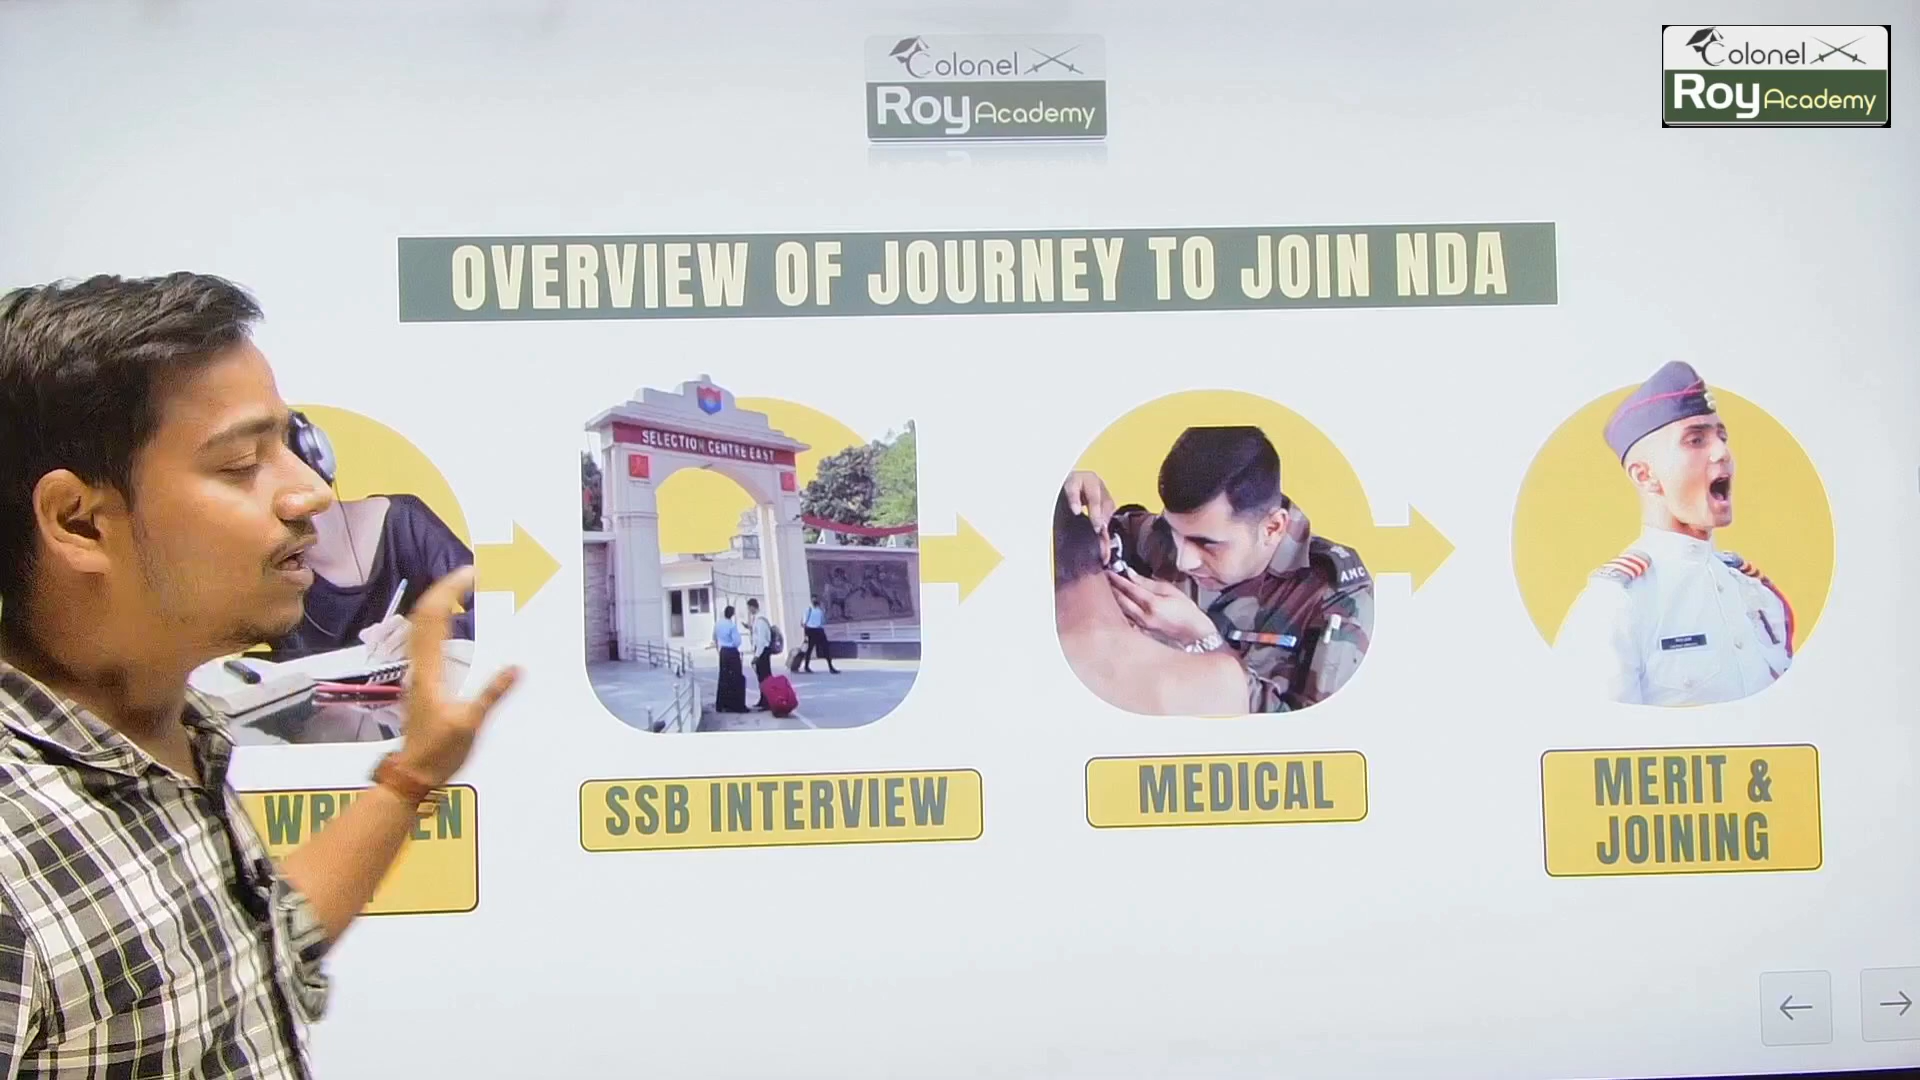 Colonel
Roy Academy
Colonel
Roy Academy
OVERVIEW OF JOURNEY TO JOIN NDA
SELECTION CENTRE EAST
AMC
SSB INTERVIEW
MEDICAL
MERIT &
JOINING